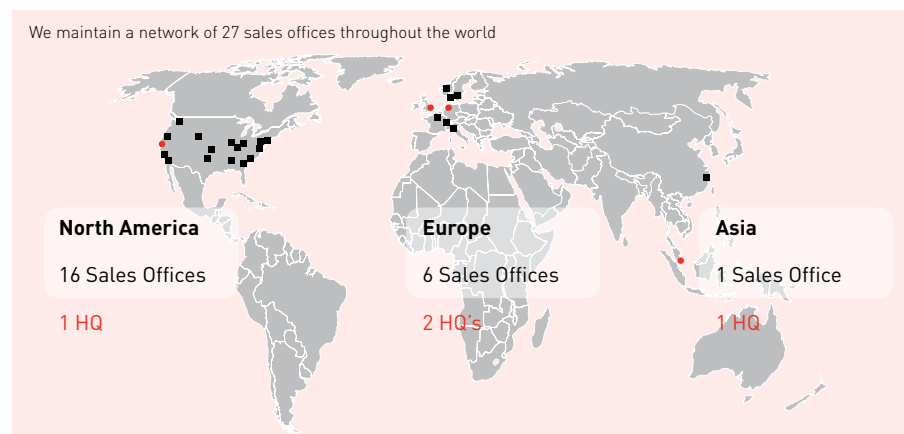 We maintain a network of 27 sales offices throughout the world
North America
16 Sales Offices
1 HQ
Europe
6 Sales Offices
2 HQ's
Asia
1 Sales Office
1 HQ